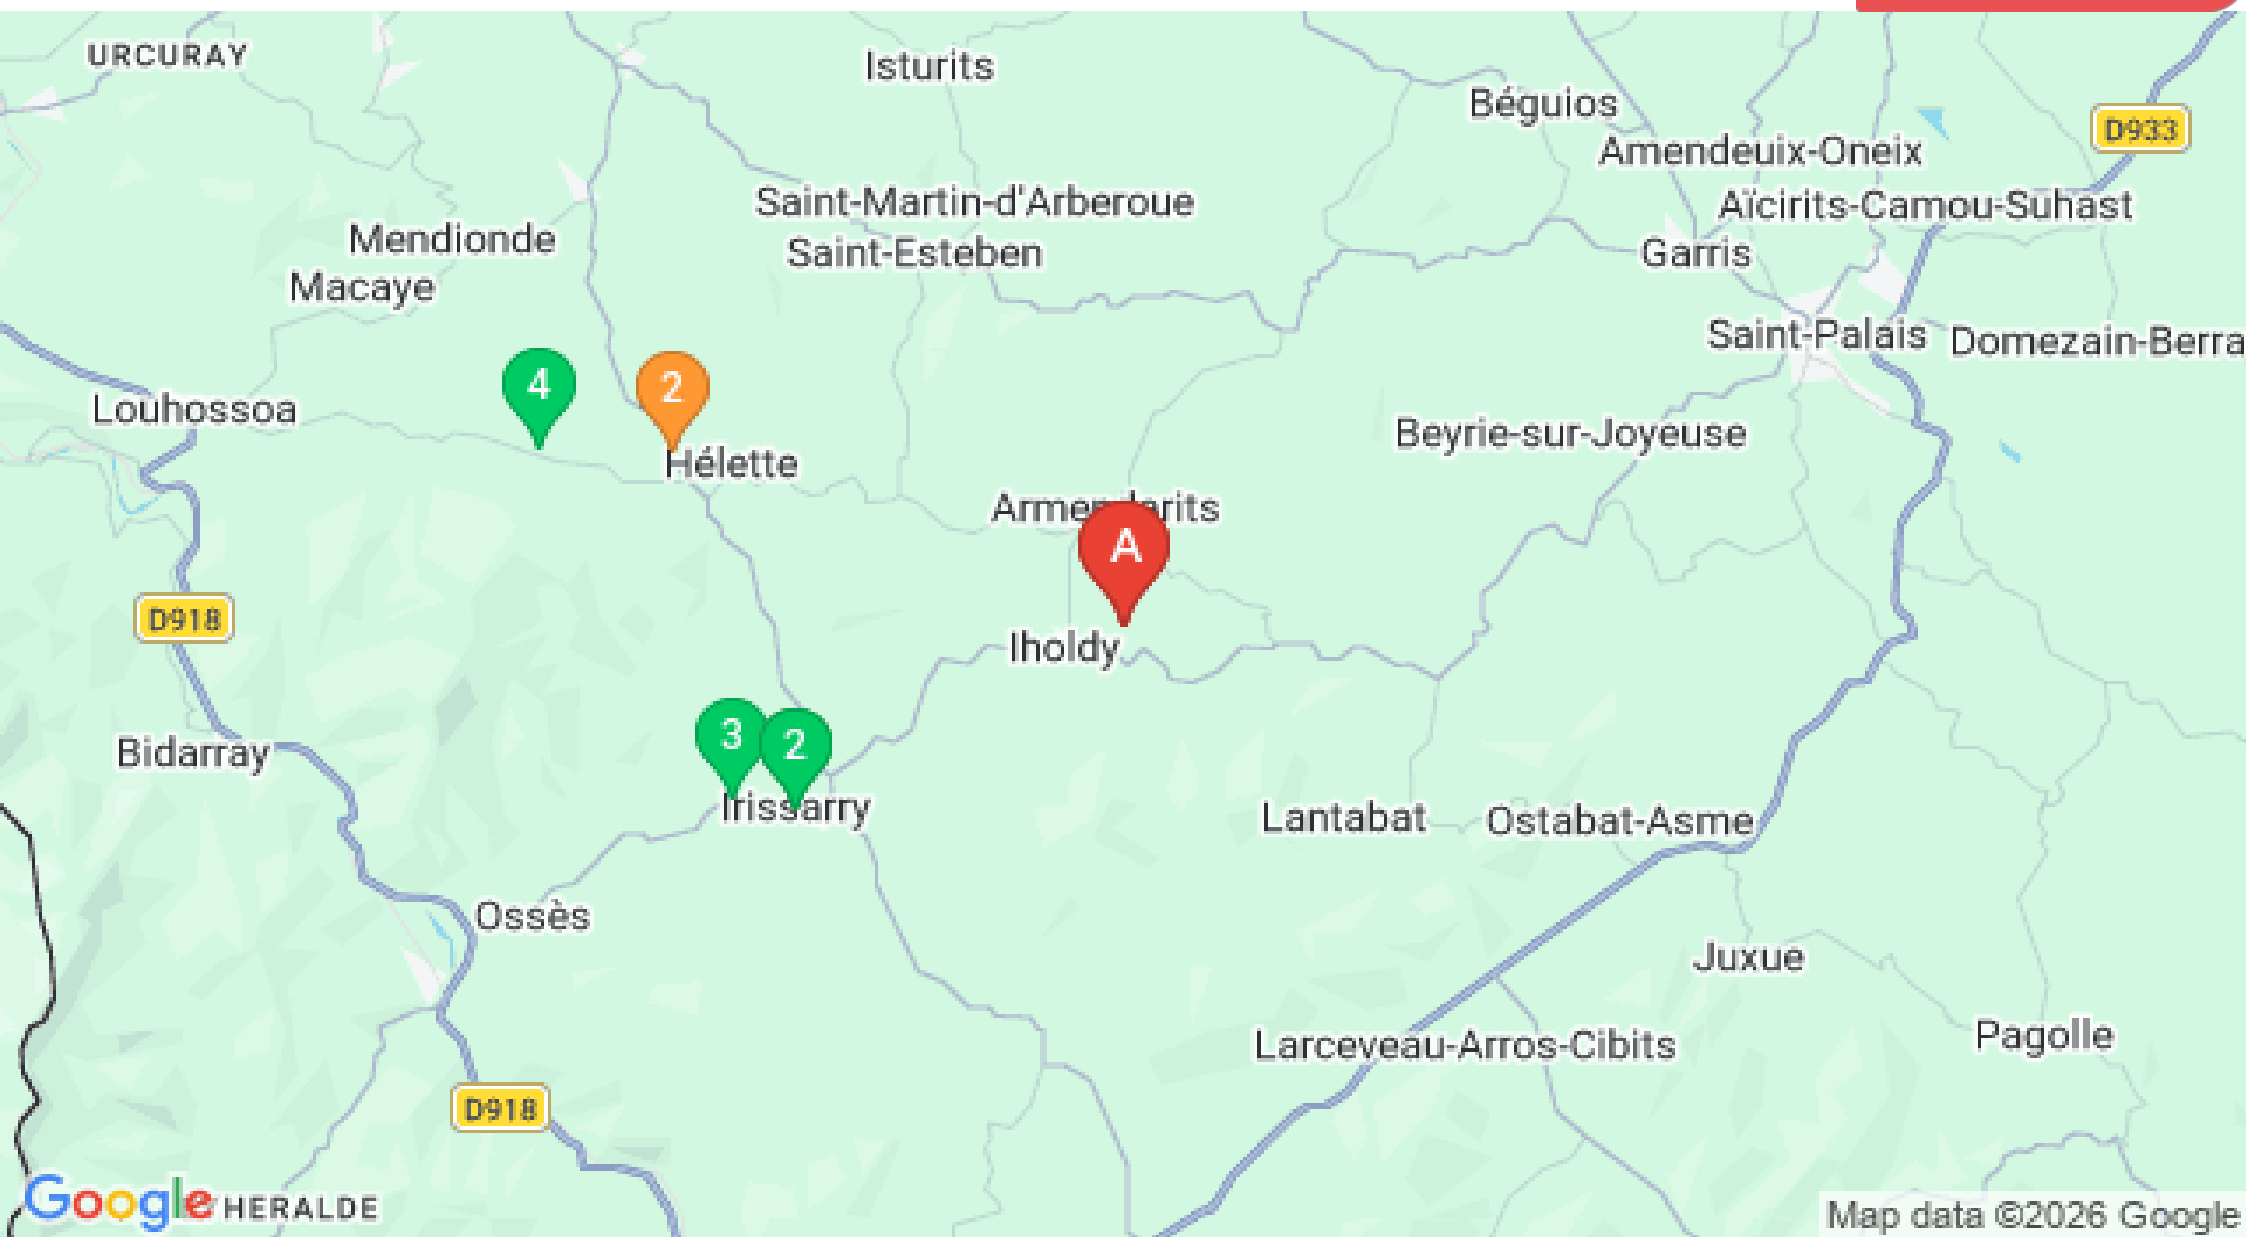 URCURAY
Isturits
Béguios
D933
Amendeuix-Oneix
Saint-Martin-d'Arberoue
Aïcirits-Camou-Suhast
Mendionde
Saint-Esteben
Garris
Macaye
Saint-Palais
Domezain-Berra
4
2
Louhossoa
Beyrie-sur-Joyeuse
Hélette
Armendarits
A
D918
Iholdy
3
2
Bidarray
Irissarry
Lantabat
Ostabat-Asme
Ossès
Juxue
Pagolle
Larceveau-Arros-Cibits
D918
Google
HERALDE
Map data ©2026 Google